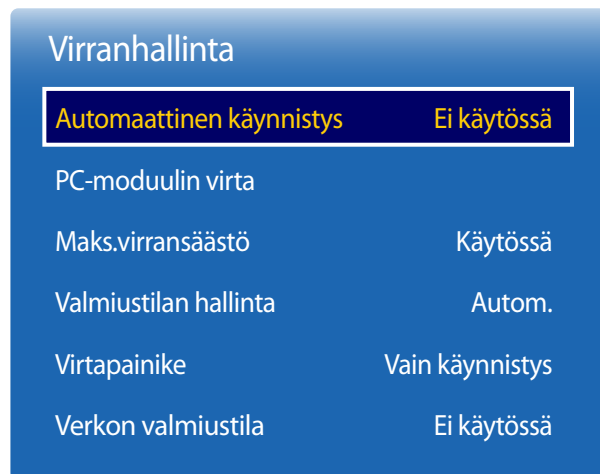 Virranhallinta
Automaattinen käynnistys Ei käytössä
PC-moduulin virta
Maks.virransäästö Käytössä
Valmiustilan hallinta Autom.
Virtapainike Vain käynnistys
Verkon valmiustila Ei käytössä